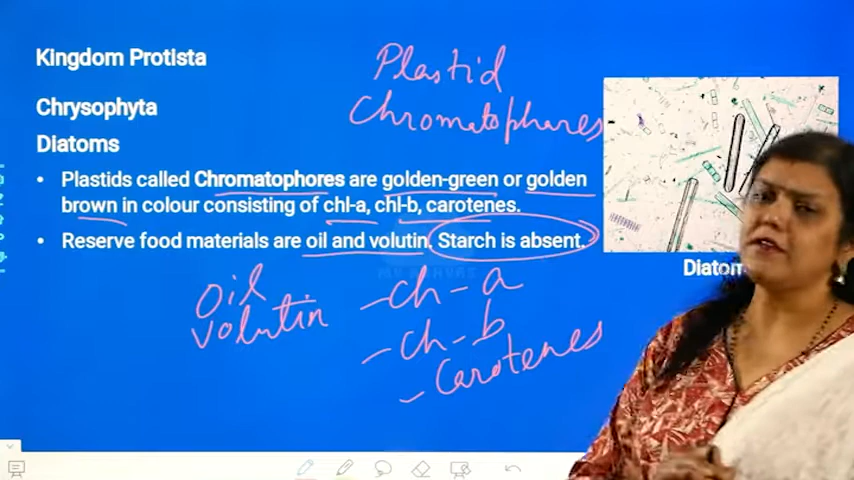 Kingdom Protista
Plastid
Chrysophyta
Chromatophores
Diatoms
• Plastids called Chromatophores are golden-green or golden
brown in colour consisting of chl-a, chl-b, carotenes.
• Reserve food materials are oil and volutin. Starch is absent.
Diatom
Oil
volutin
- ch - a
- ch - b
- Carotenes